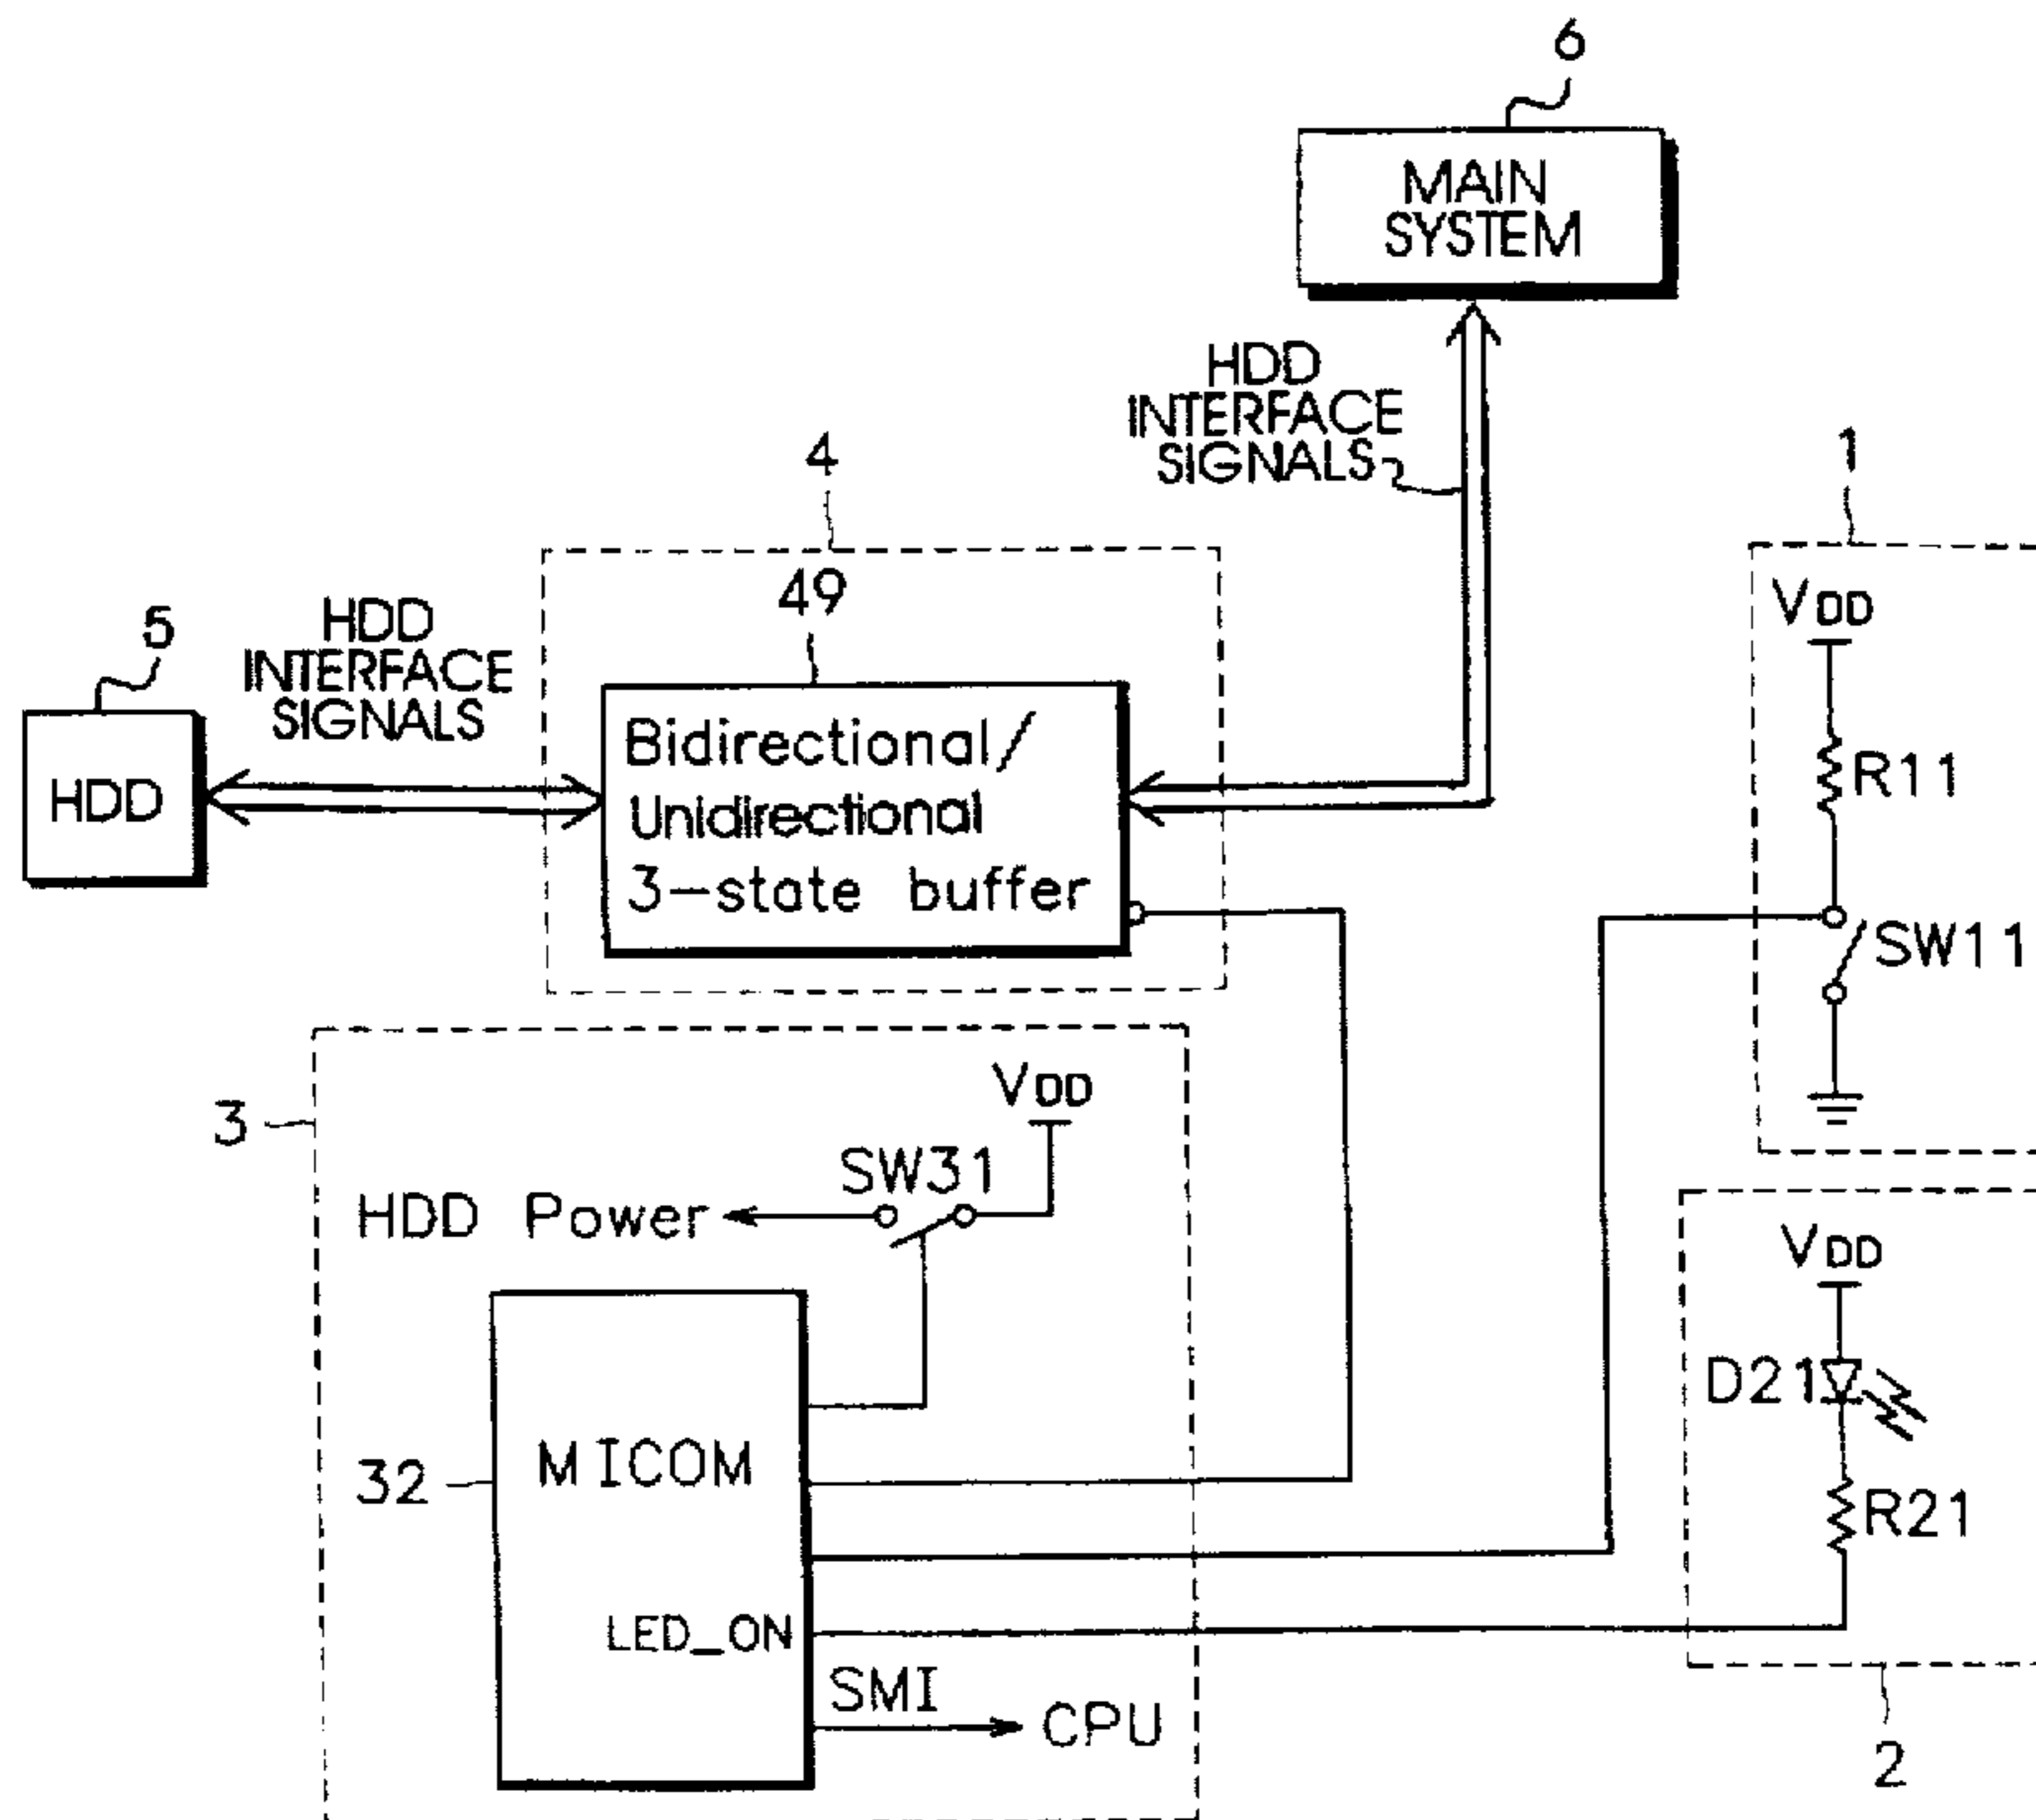 6
MAIN
SYSTEM
HDD
INTERFACE
SIGNALS
4
1
49
VDD
5
HDD
INTERFACE
SIGNALS
HDD
Bidirectional/
Unidirectional
3-state buffer
R11
SW11
3
VDD
SW31
HDD Power
VDD
D21
MICOM
32
R21
LED_ON
SMI
CPU
2